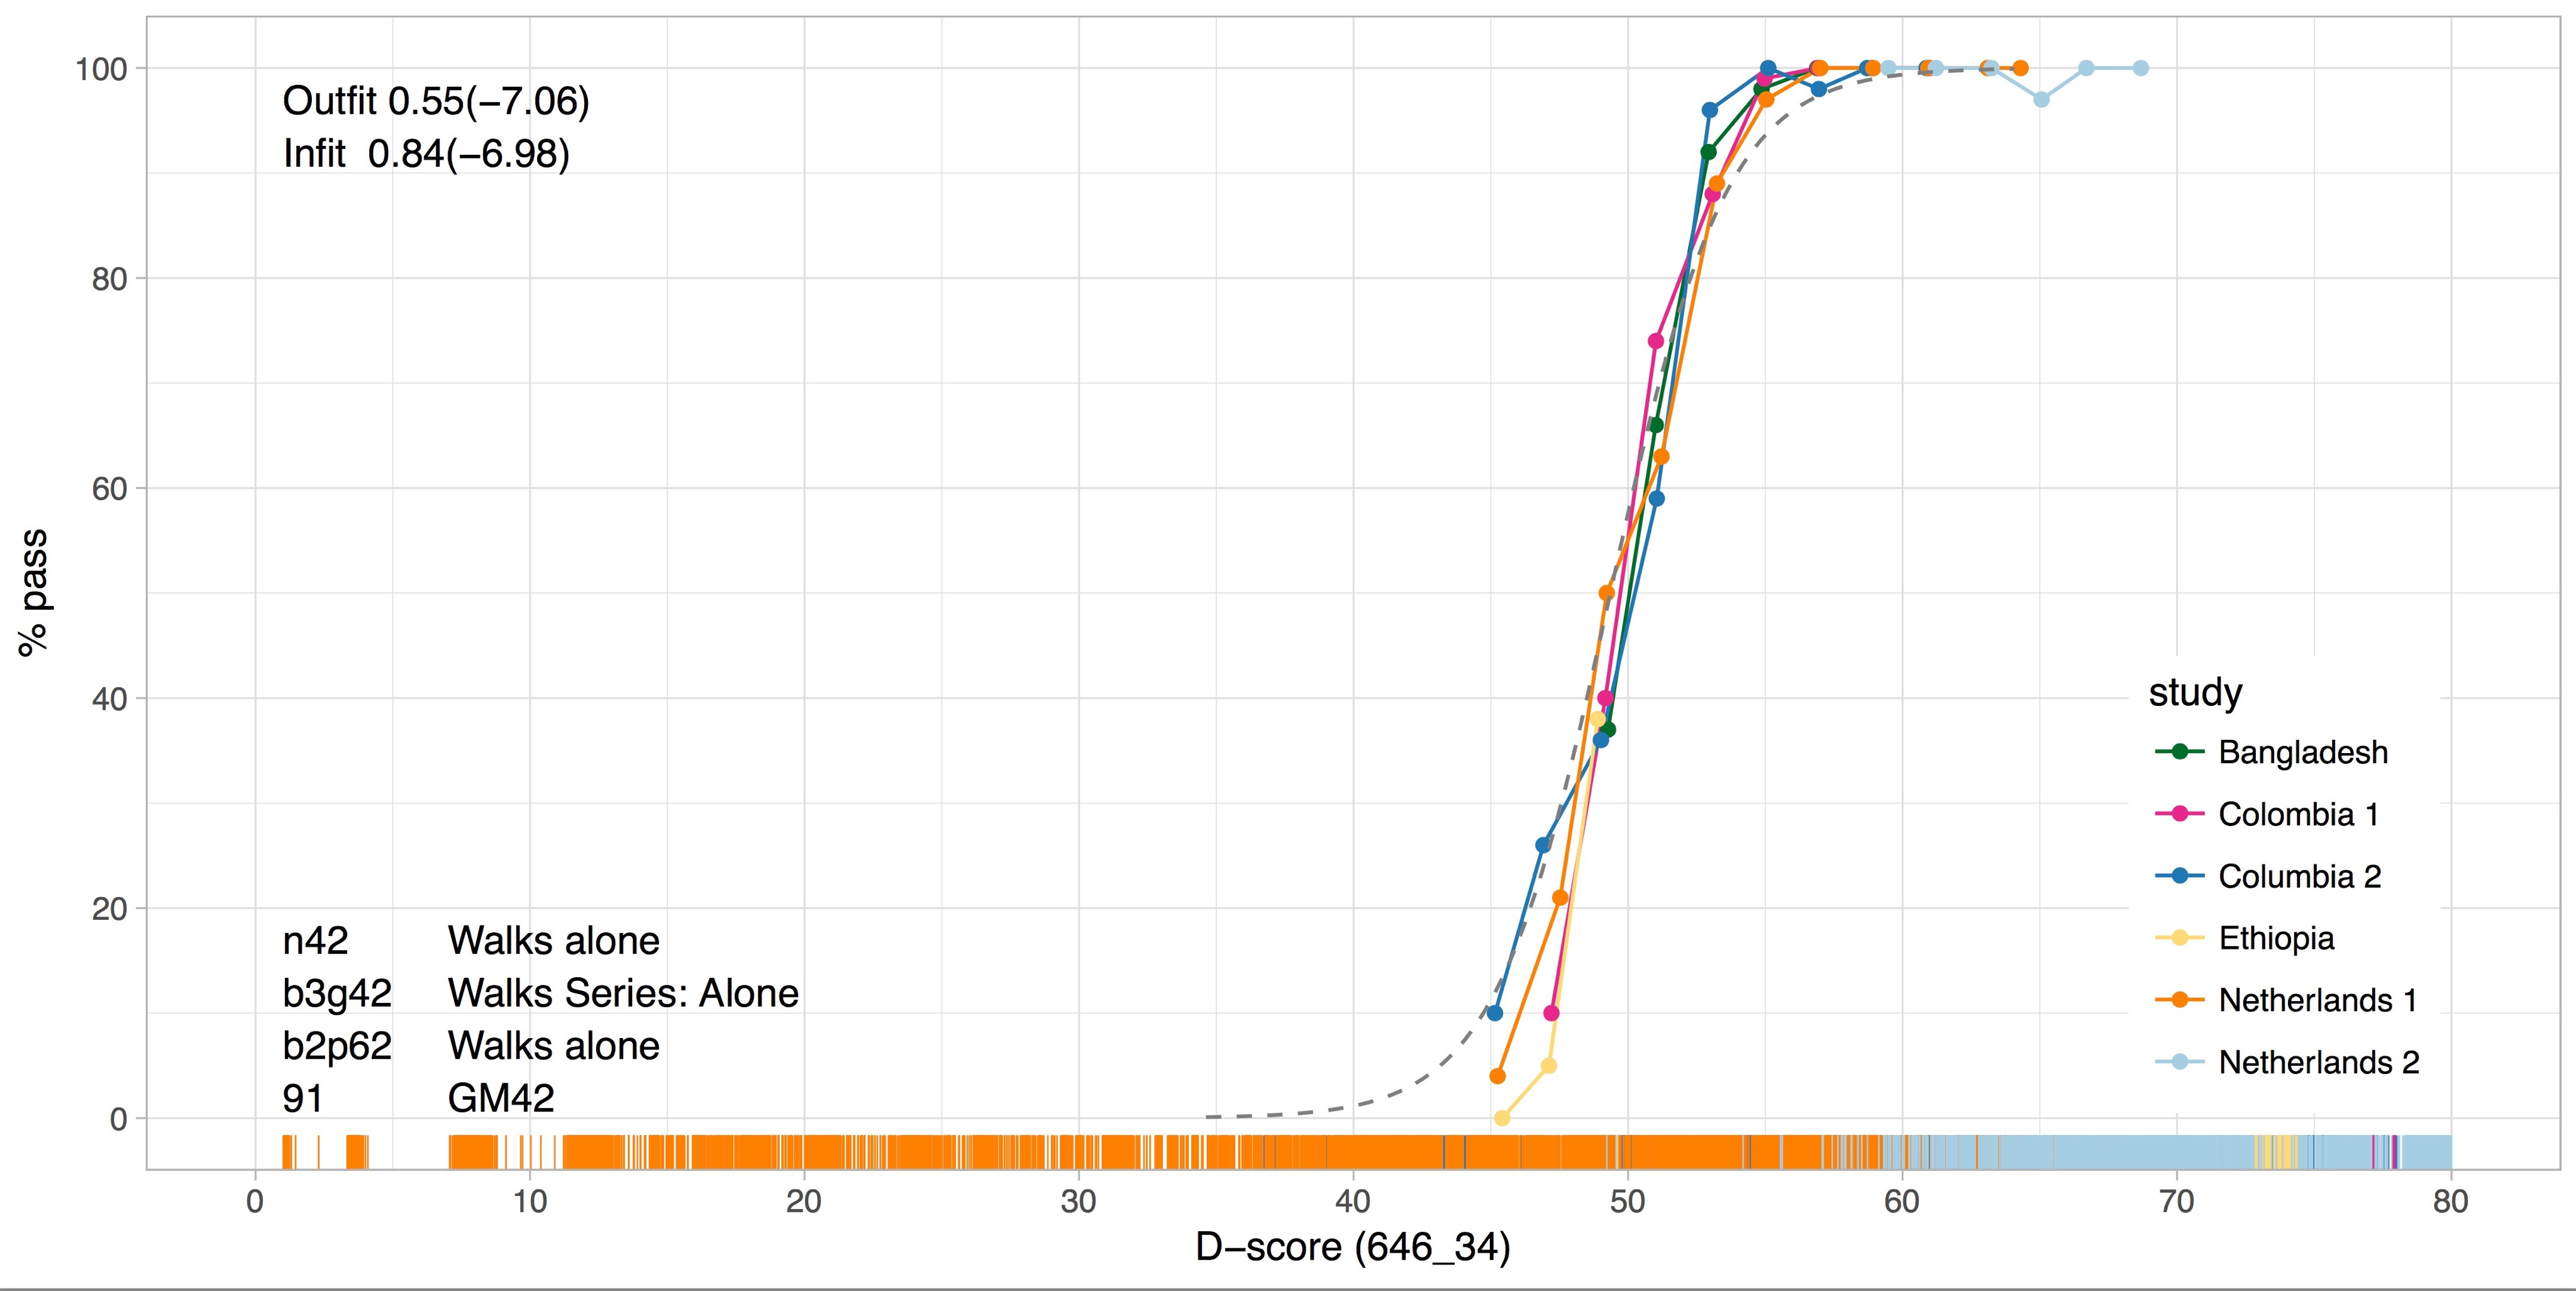 100
80
60
40
20
0
% pass
Outfit 0.55(−7.06)
Infit 0.84(−6.98)
n42 Walks alone
b3g42 Walks Series: Alone
b2p62 Walks alone
91 GM42
study
Bangladesh
Colombia 1
Columbia 2
Ethiopia
Netherlands 1
Netherlands 2
0 10 20 30 40 50 60 70 80
D−score (646_34)